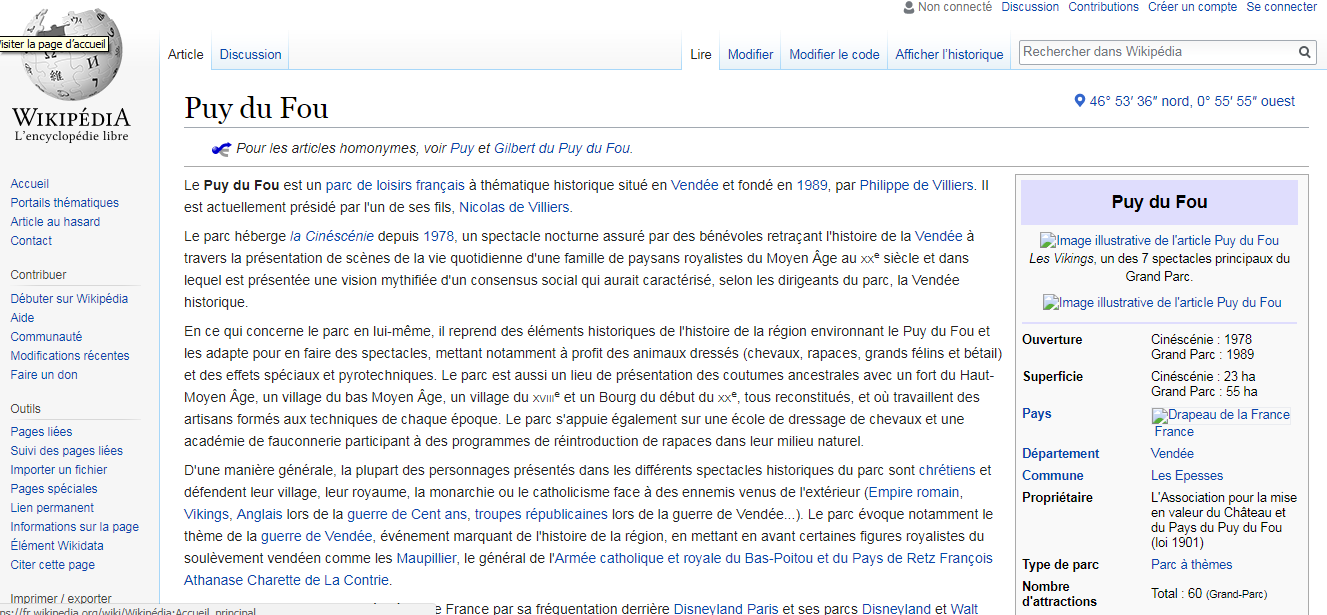 Non connecté Discussion Contributions Créer un compte Se connecter
isiter la page d'accueil
WIKIPÉDIA
L'encyclopédie libre
Article Discussion Lire Modifier Modifier le code Afficher l'historique Rechercher dans Wikipédia
Puy du Fou
46° 53′ 36″ nord, 0° 55′ 55″ ouest
Pour les articles homonymes, voir Puy et Gilbert du Puy du Fou.
Accueil
Portails thématiques
Article au hasard
Contact
Contribuer
Débuter sur Wikipédia
Aide
Communauté
Modifications récentes
Faire un don
Outils
Pages liées
Suivi des pages liées
Importer un fichier
Pages spéciales
Lien permanent
Informations sur la page
Élément Wikidata
Citer cette page
Imprimer / exporter
ns://fr.wikipedia.org/wiki/Wikipédia:Accueil_principal
Le Puy du Fou est un parc de loisirs français à thématique historique situé en Vendée et fondé en 1989, par Philippe de Villiers. Il
est actuellement présidé par l'un de ses fils, Nicolas de Villiers.
Le parc héberge la Cinéscénie depuis 1978, un spectacle nocturne assuré par des bénévoles retraçant l'histoire de la Vendée à
travers la présentation de scènes de la vie quotidienne d'une famille de paysans royalistes du Moyen Âge au XXe siècle et dans
lequel est présentée une vision mythifiée d'un consensus social qui aurait caractérisé, selon les dirigeants du parc, la Vendée
historique.
En ce qui concerne le parc en lui-même, il reprend des éléments historiques de l'histoire de la région environnant le Puy du Fou et
les adapte pour en faire des spectacles, mettant notamment à profit des animaux dressés (chevaux, rapaces, grands félins et bétail)
et des effets spéciaux et pyrotechniques. Le parc est aussi un lieu de présentation des coutumes ancestrales avec un fort du Haut-
Moyen Âge, un village du bas Moyen Âge, un village du XVIIIe et un Bourg du début du XXe, tous reconstitués, et où travaillent des
artisans formés aux techniques de chaque époque. Le parc s'appuie également sur une école de dressage de chevaux et une
académie de fauconnerie participant à des programmes de réintroduction de rapaces dans leur milieu naturel.
D'une manière générale, la plupart des personnages présentés dans les différents spectacles historiques du parc sont chrétiens et
défendent leur village, leur royaume, la monarchie ou le catholicisme face à des ennemis venus de l'extérieur (Empire romain,
Vikings, Anglais lors de la guerre de Cent ans, troupes républicaines lors de la guerre de Vendée...). Le parc évoque notamment le
thème de la guerre de Vendée, événement marquant de l'histoire de la région, en mettant en avant certaines figures royalistes du
soulèvement vendéen comme les Maupillier, le général de l'Armée catholique et royale du Bas-Poitou et du Pays de Retz François
Athanase Charette de La Contrie.
e France par sa fréquentation derrière Disneyland Paris et ses parcs Disneyland et Walt
Puy du Fou
Image illustrative de l'article Puy du Fou
Les Vikings, un des 7 spectacles principaux du
Grand Parc.
Image illustrative de l'article Puy du Fou
Ouverture Cinéscénie : 1978
Grand Parc : 1989
Superficie Cinéscénie : 23 ha
Grand Parc : 55 ha
Pays Drapeau de la France
France
Département Vendée
Commune Les Epesses
Propriétaire L'Association pour la mise
en valeur du Château et
du Pays du Puy du Fou
(loi 1901)
Type de parc Parc à thèmes
Nombre
d'attractions Total : 60 (Grand-Parc)